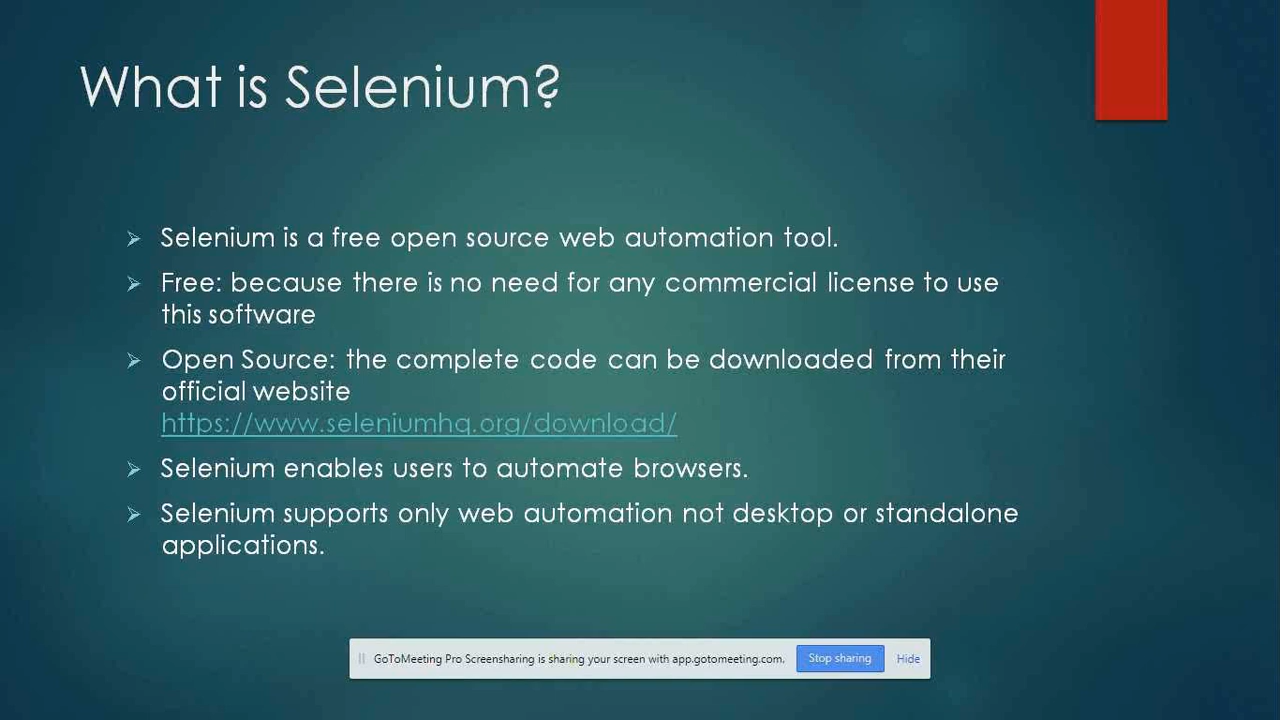 What is Selenium?
Selenium is a free open source web automation tool.
Free: because there is no need for any commercial license to use
this software
Open Source: the complete code can be downloaded from their
official website
https://www.seleniumhq.org/download/
Selenium enables users to automate browsers.
Selenium supports only web automation not desktop or standalone
applications.
GoToMeeting Pro Screensharing is sharing your screen with app.gotomeeting.com. Stop sharing Hide